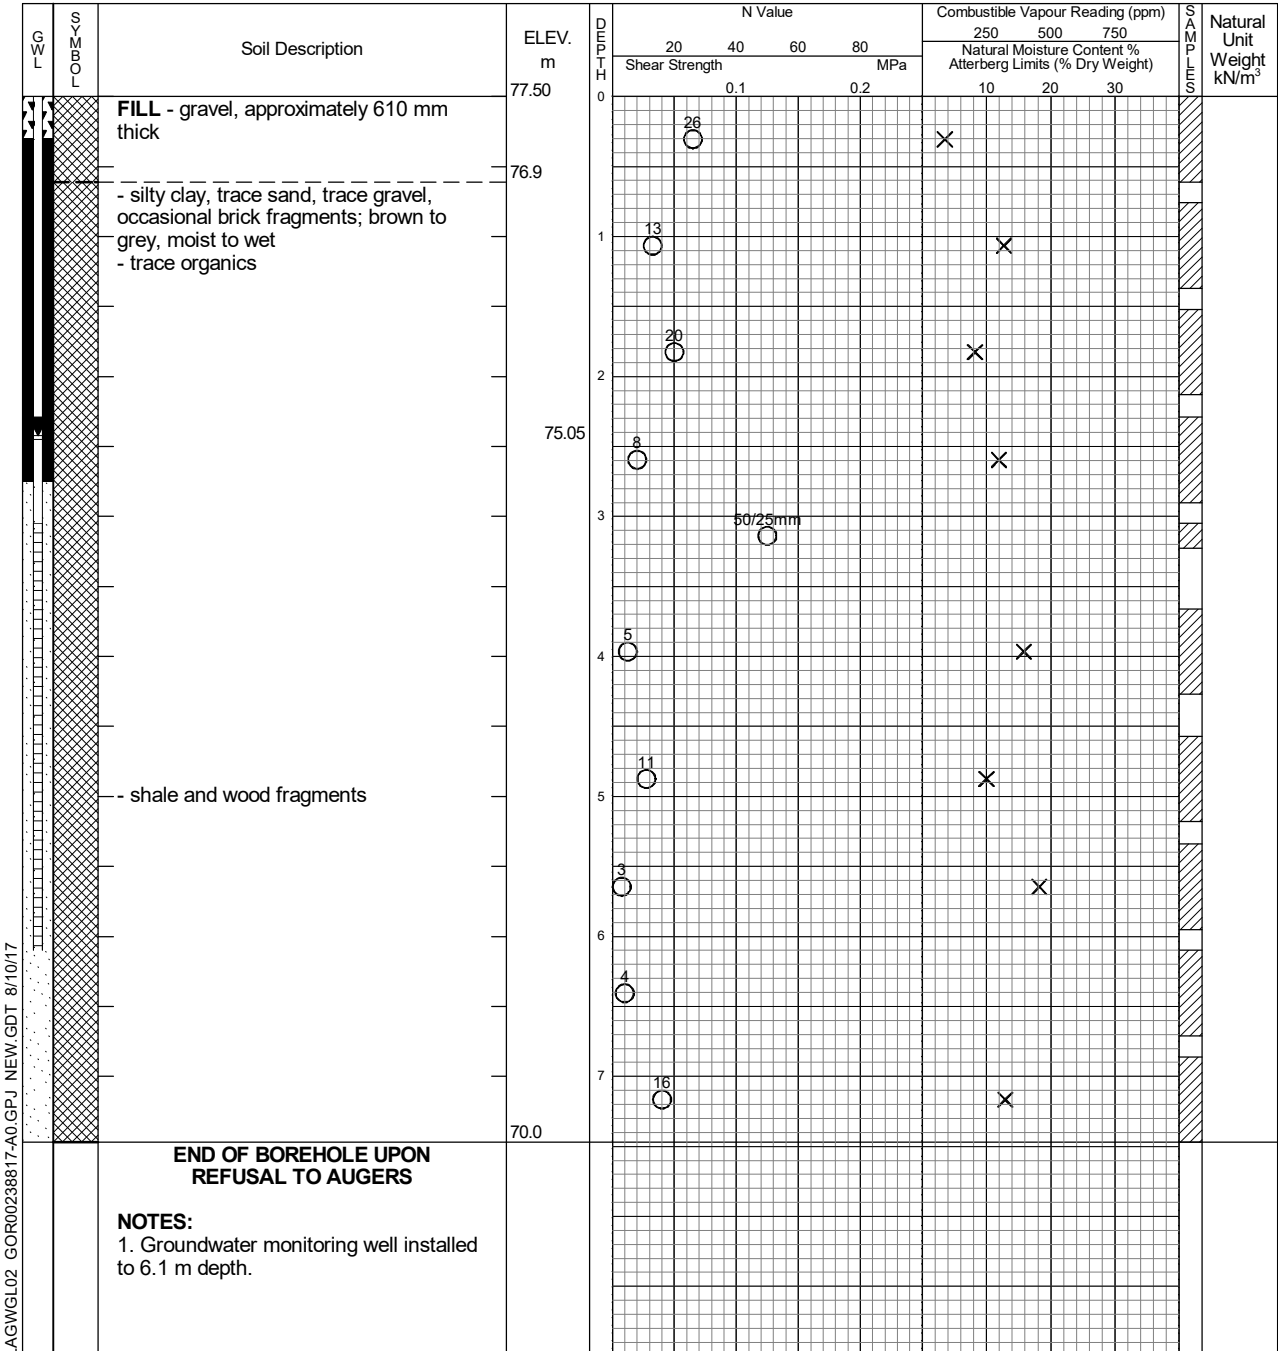 GWL
SYMBOL
Soil Description
ELEV.
m
DEPTH
N Value
20 40 60 80
Shear Strength MPa
0.1 0.2
Combustible Vapour Reading (ppm)
250 500 750
Natural Moisture Content %
Atterberg Limits (% Dry Weight)
10 20 30
SAMPLES
Natural
Unit
Weight
kN/m³
77.50
0
FILL - gravel, approximately 610 mm
thick
26
76.9
- silty clay, trace sand, trace gravel,
occasional brick fragments; brown to
grey, moist to wet
- trace organics
13
1
20
2
75.05
8
3
50/25mm
5
4
11
- shale and wood fragments
5
3
6
4
7
16
70.0
END OF BOREHOLE UPON
REFUSAL TO AUGERS
NOTES:
1. Groundwater monitoring well installed
to 6.1 m depth.
AGWGL02 GOR00238817-A0.GPJ NEW.GDT 8/10/17